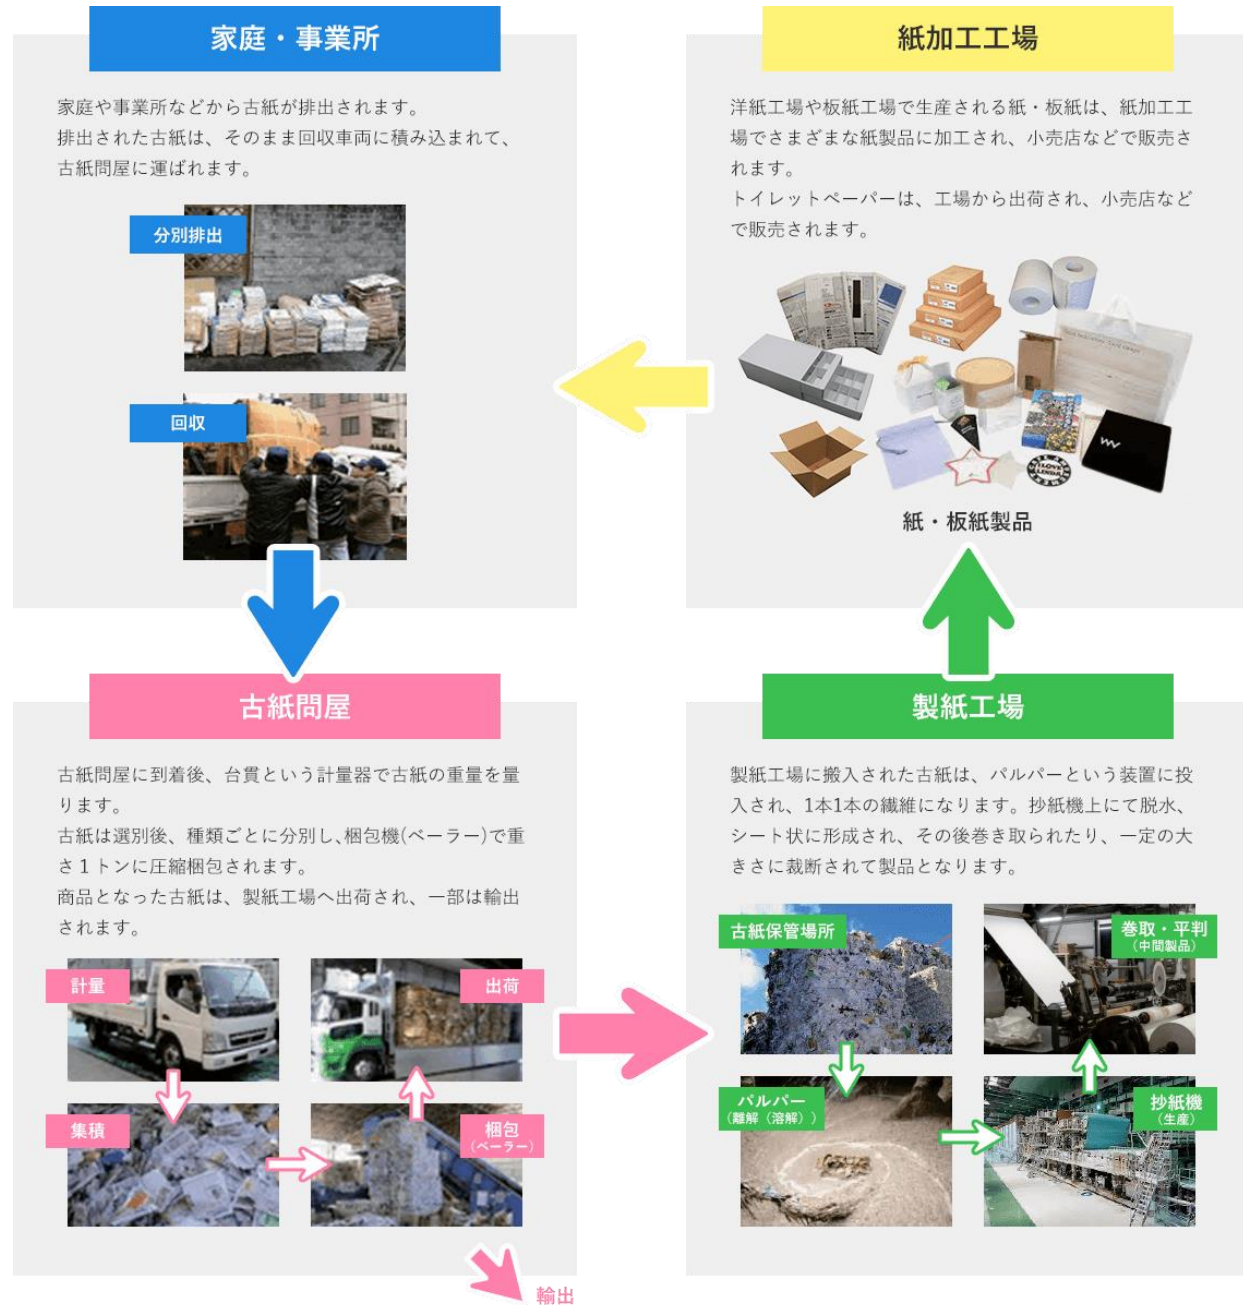 家庭・事業所
家庭や事業所などから古紙が排出されます。
排出された古紙は、そのまま回収車両に積み込まれて、
古紙問屋に運ばれます。
分別排出
回収
紙加工工場
洋紙工場や板紙工場で生産される紙・板紙は、紙加工工
場でさまざまな紙製品に加工され、小売店などで販売さ
れます。
トイレットペーパーは、工場から出荷され、小売店など
で販売されます。
紙・板紙製品
古紙問屋
古紙問屋に到着後、台貫という計量器で古紙の重量を量
ります。
古紙は選別後、種類ごとに分別し、梱包機(ベーラー)で重
さ１トンに圧縮梱包されます。
商品となった古紙は、製紙工場へ出荷され、一部は輸出
されます。
計量
出荷
集積
梱包
(ベーラー)
輸出
製紙工場
製紙工場に搬入された古紙は、パルパーという装置に投
入され、1本1本の繊維になります。抄紙機上にて脱水、
シート状に形成され、その後巻き取られたり、一定の大
きさに裁断されて製品となります。
古紙保管場所
巻取・平判
（中間製品）
パルパー
（離解（溶解））
抄紙機
（生産）